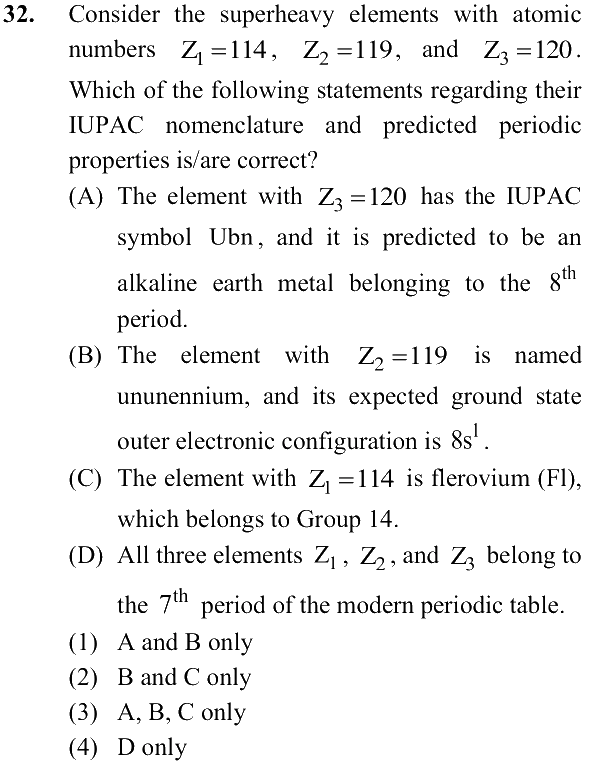 32. Consider the superheavy elements with atomic
numbers Z₁ = 114, Z₂ = 119, and Z₃ = 120.
Which of the following statements regarding their
IUPAC nomenclature and predicted periodic
properties is/are correct?
(A) The element with Z₃ = 120 has the IUPAC
symbol Ubn, and it is predicted to be an
alkaline earth metal belonging to the 8th
period.
(B) The element with Z₂ = 119 is named
ununennium, and its expected ground state
outer electronic configuration is 8s¹.
(C) The element with Z₁ = 114 is flerovium (Fl),
which belongs to Group 14.
(D) All three elements Z₁, Z₂, and Z₃ belong to
the 7th period of the modern periodic table.
(1) A and B only
(2) B and C only
(3) A, B, C only
(4) D only